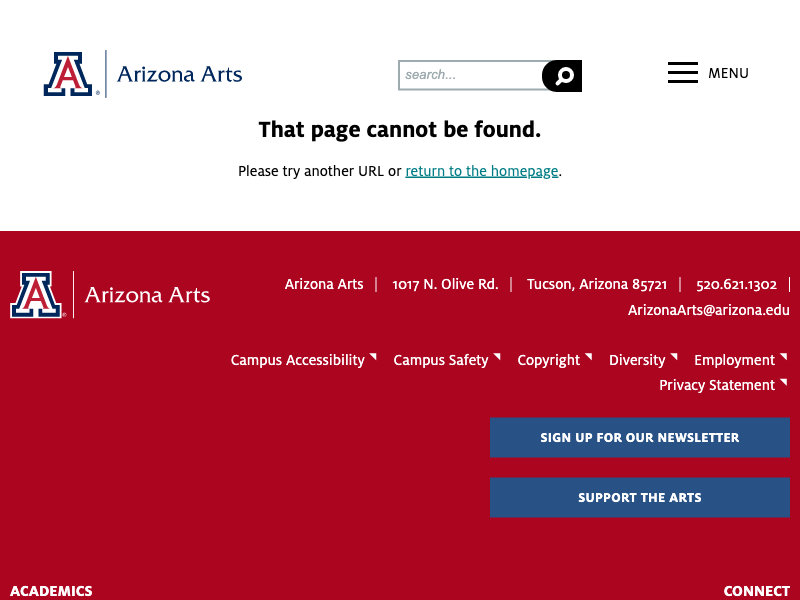 A ® Arizona Arts
search...
MENU
That page cannot be found.
Please try another URL or return to the homepage.
A ® Arizona Arts
Arizona Arts | 1017 N. Olive Rd. | Tucson, Arizona 85721 | 520.621.1302 |
ArizonaArts@arizona.edu
Campus Accessibility Campus Safety Copyright Diversity Employment
Privacy Statement
SIGN UP FOR OUR NEWSLETTER
SUPPORT THE ARTS
ACADEMICS
CONNECT